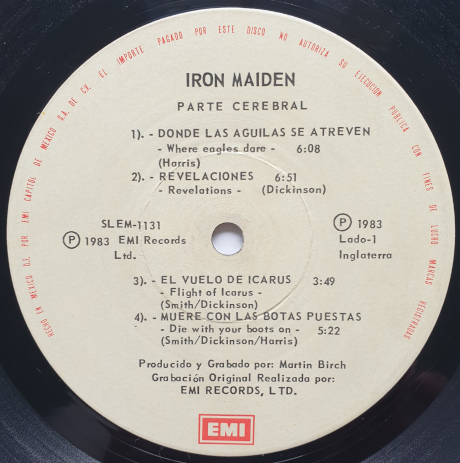 HECHO EN MEXICO D.F. POR EMI CAPITOL DE MEXICO S.A. DE C.V. EL IMPORTE PAGADO POR ESTE DISCO NO AUTORIZA SU EJECUCION PUBLICA CON FINES DE LUCRO MARCAS REGISTRADAS
IRON MAIDEN
PARTE CEREBRAL
1). - DONDE LAS AGUILAS SE ATREVEN
- Where eagles dare - 6:08
(Harris)
2). - REVELACIONES 6:51
- Revelations - (Dickinson)
SLEM-1131
Ⓟ 1983 EMI Records
Ltd.
Ⓟ 1983
Lado-1
Inglaterra
3). - EL VUELO DE ICARUS 3:49
- Flight of Icarus -
(Smith/Dickinson)
4). - MUERE CON LAS BOTAS PUESTAS
- Die with your boots on - 5:22
(Smith/Dickinson/Harris)
Producido y Grabado por: Martin Birch
Grabación Original Realizada por:
EMI RECORDS, LTD.
EMI